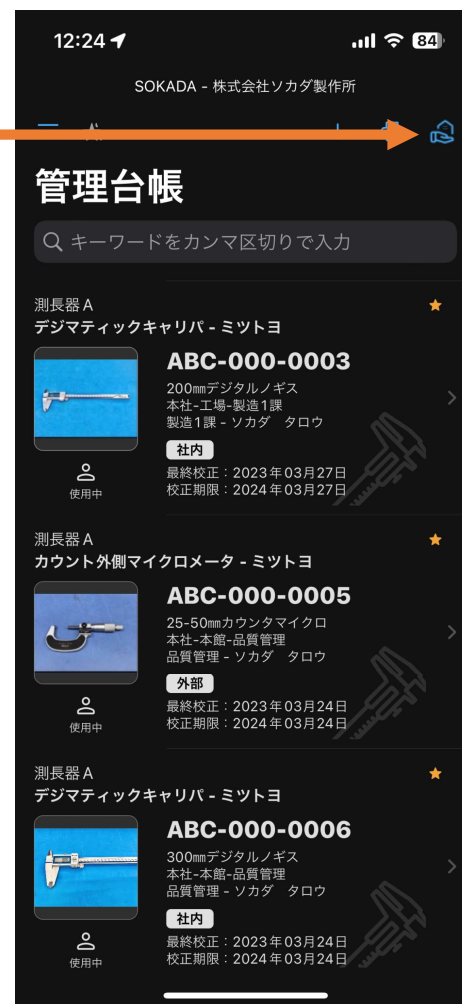 12:24
84
SOKADA - 株式会社ソカダ製作所
管理台帳
キーワードをカンマ区切りで入力
測長器A
デジマティックキャリパ - ミツトヨ
ABC-000-0003
200㎜デジタルノギス
本社-工場-製造1課
製造1課 - ソカダ　タロウ
社内
最終校正：2023年03月27日
校正期限：2024年03月27日
使用中
測長器A
カウント外側マイクロメータ - ミツトヨ
ABC-000-0005
25-50㎜カウンタマイクロ
本社-本館-品質管理
品質管理 - ソカダ　タロウ
外部
最終校正：2023年03月24日
校正期限：2024年03月24日
使用中
測長器A
デジマティックキャリパ - ミツトヨ
ABC-000-0006
300㎜デジタルノギス
本社-本館-品質管理
品質管理 - ソカダ　タロウ
社内
最終校正：2023年03月24日
校正期限：2024年03月24日
使用中